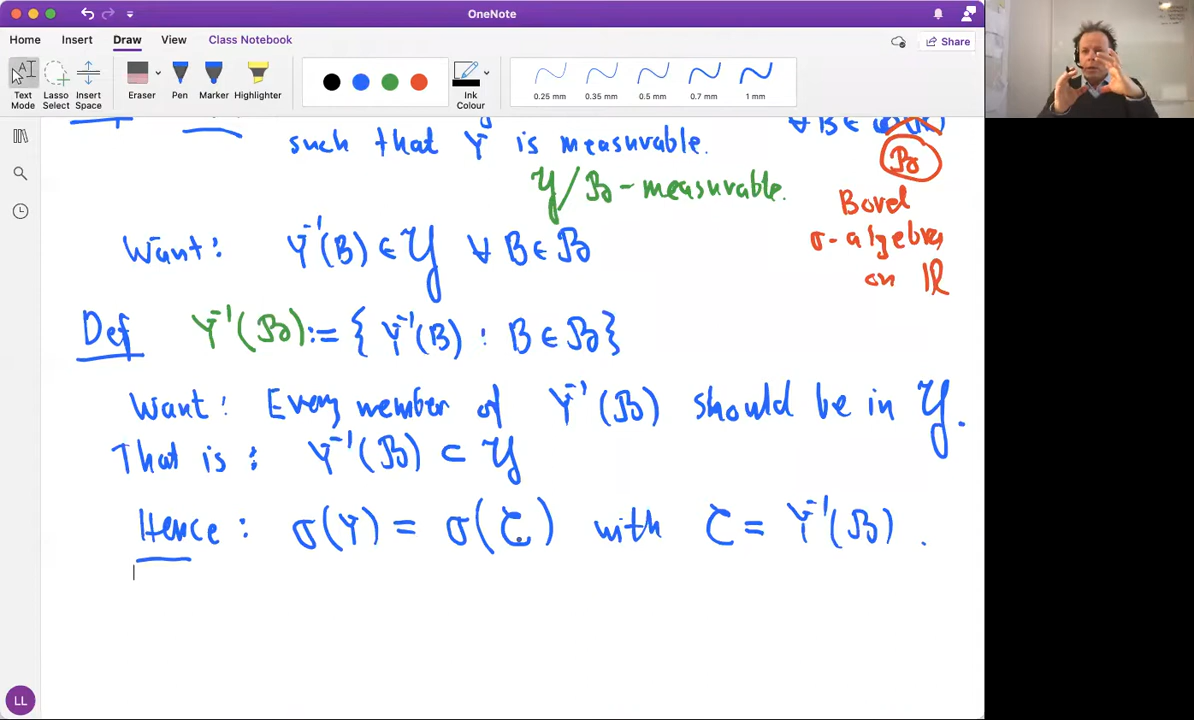 OneNote
Home Insert Draw View Class Notebook
Share
Text Mode
Lasso Select
Insert Space
Eraser
Pen
Marker
Highlighter
Ink Colour
0.25 mm 0.35 mm 0.5 mm 0.7 mm 1 mm
such that Y is measurable.
∀ B ∈
𝓑
𝒴/𝓑-measurable.
Borel
σ-algebra
on ℝ
Want: Y⁻¹(B) ∈ 𝒴 ∀ B ∈ 𝓑
Def Y⁻¹(𝓑) := { Y⁻¹(B) : B ∈ 𝓑 }
Want: Every member of Y⁻¹(𝓑) should be in 𝒴.
That is: Y⁻¹(𝓑) ⊂ 𝒴
Hence: σ(Y) = σ(𝒞) with 𝒞 = Y⁻¹(𝓑).
LL